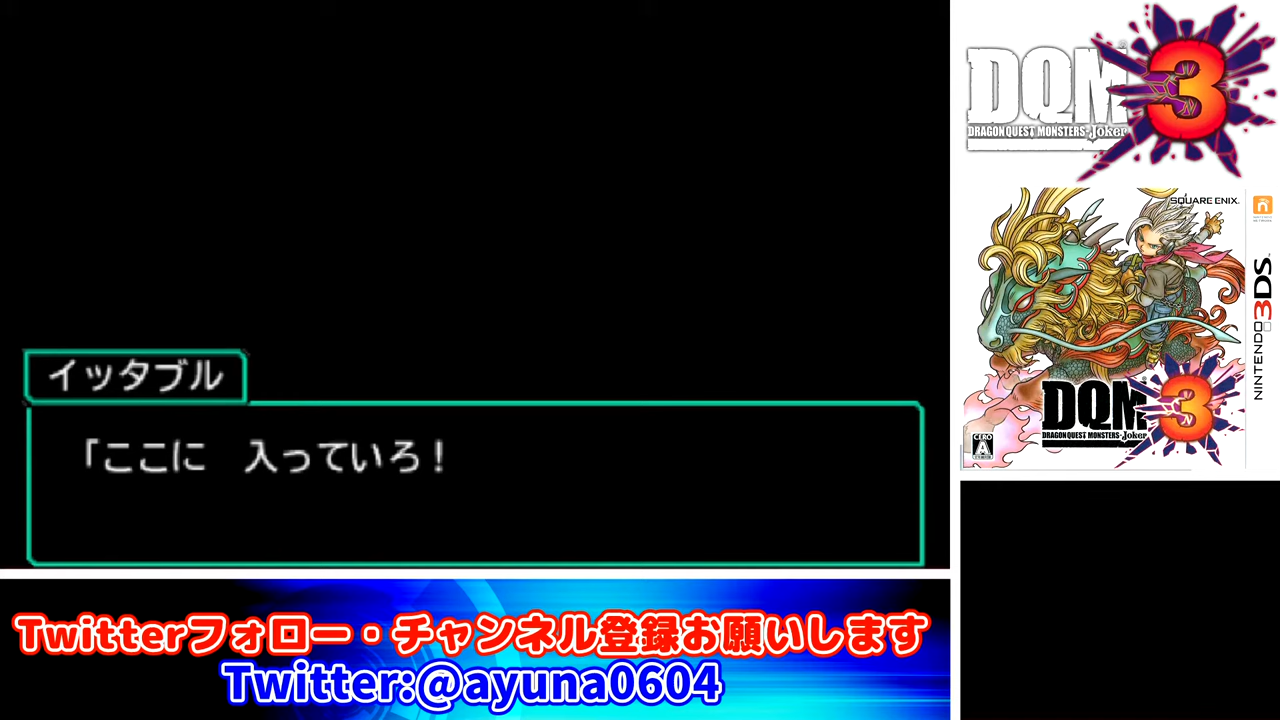 DQM
3
DRAGON QUEST MONSTERS-Joker
SQUARE ENIX.
NINTENDO 3DS
DQM
3
DRAGON QUEST MONSTERS-Joker
CERO
A
イッタブル
「ここに 入っていろ!
Twitterフォロー・チャンネル登録お願いします
Twitter:@ayuna0604